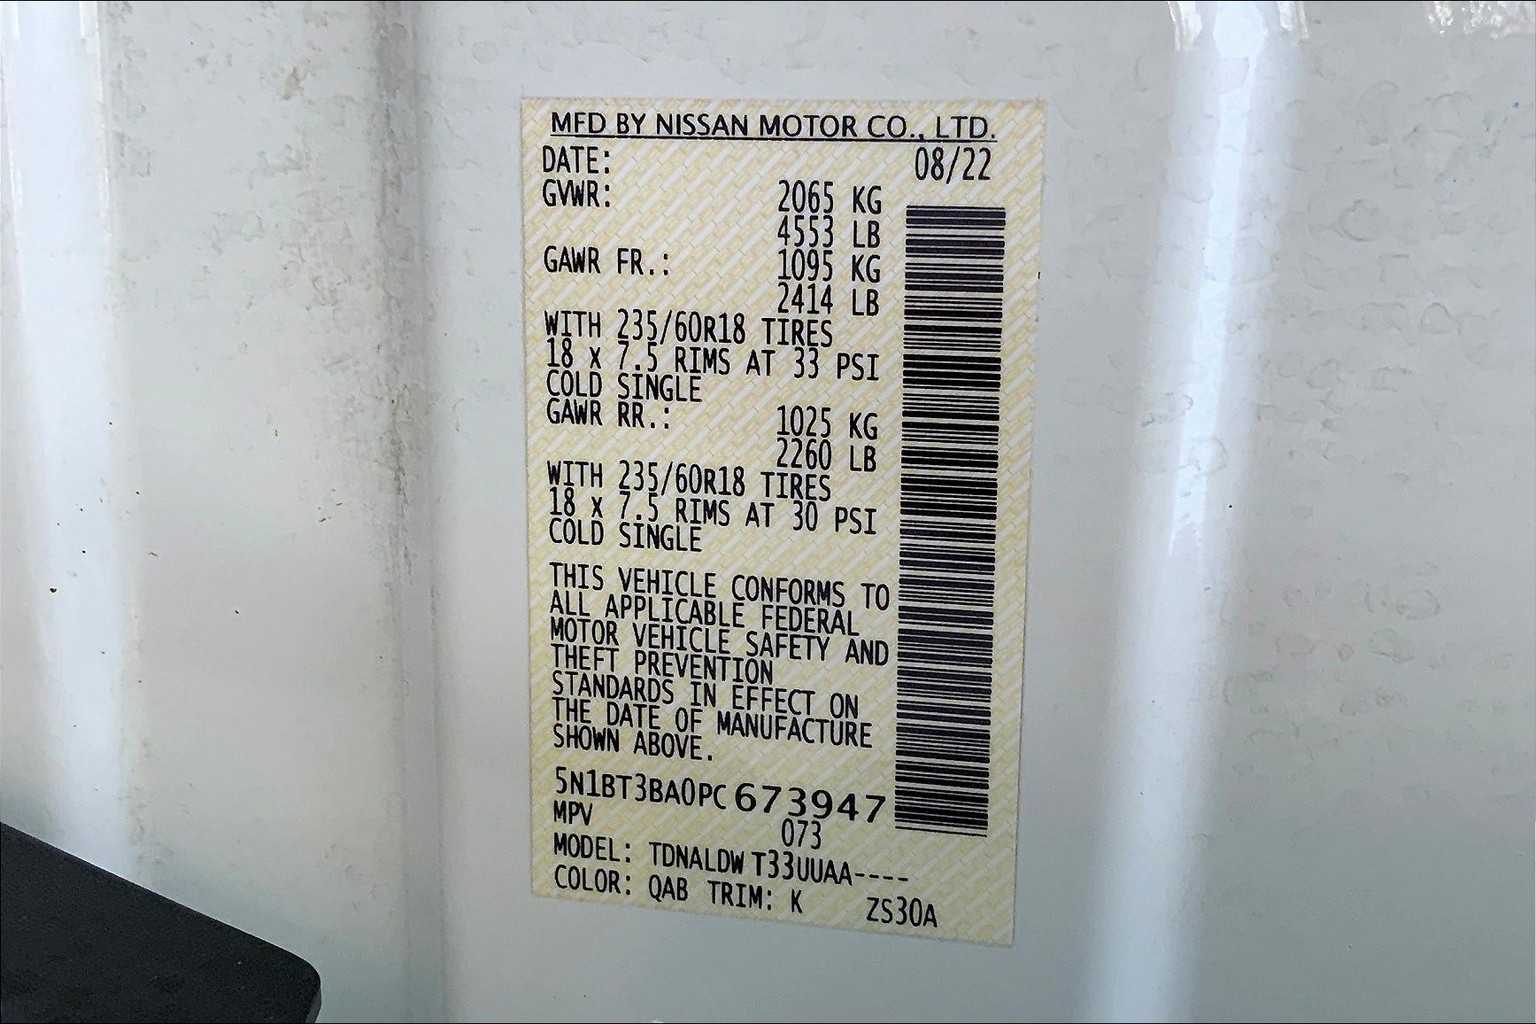 MFD BY NISSAN MOTOR CO., LTD.
DATE: 08/22
GVWR: 2065 KG
4553 LB
GAWR FR.: 1095 KG
2414 LB
WITH 235/60R18 TIRES
18 x 7.5 RIMS AT 33 PSI
COLD SINGLE
GAWR RR.: 1025 KG
2260 LB
WITH 235/60R18 TIRES
18 x 7.5 RIMS AT 30 PSI
COLD SINGLE
THIS VEHICLE CONFORMS TO
ALL APPLICABLE FEDERAL
MOTOR VEHICLE SAFETY AND
THEFT PREVENTION
STANDARDS IN EFFECT ON
THE DATE OF MANUFACTURE
SHOWN ABOVE.
5N1BT3BA0PC673947
MPV 073
MODEL: TDNALDWT33UUAA----
COLOR: QAB TRIM: K ZS30A